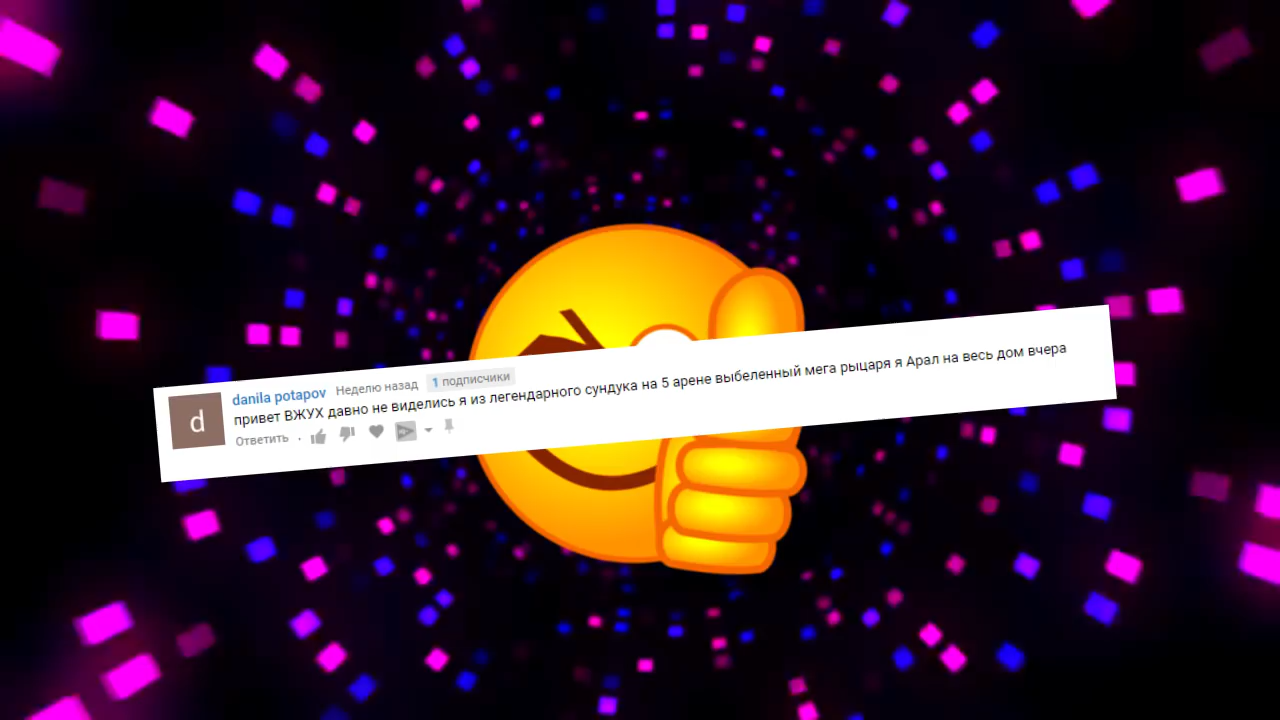 danila potapov Неделю назад 1 подписчики
привет ВЖУХ давно не виделись я из легендарного сундука на 5 арене выбеленный мега рыцаря я Арал на весь дом вчера
Ответить ·
d